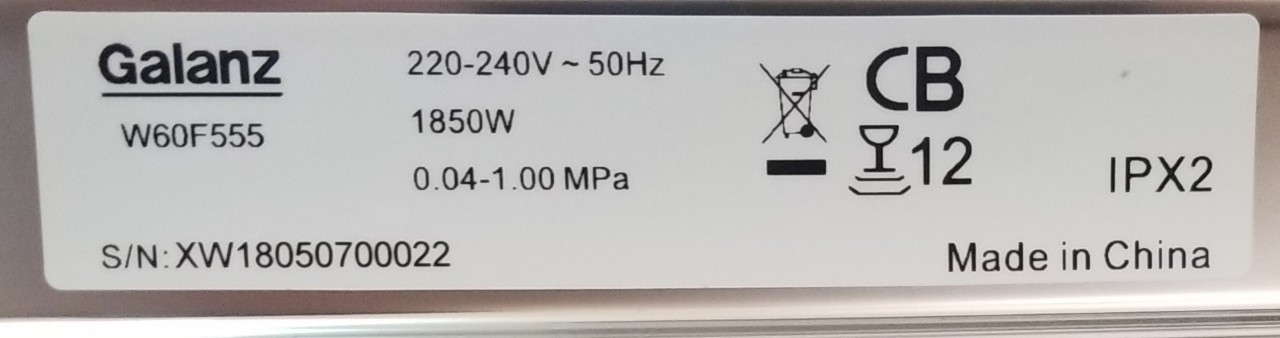 Galanz
W60F555
220-240V ~ 50Hz
1850W
0.04-1.00 MPa
CB
12
IPX2
S/N: XW18050700022
Made in China